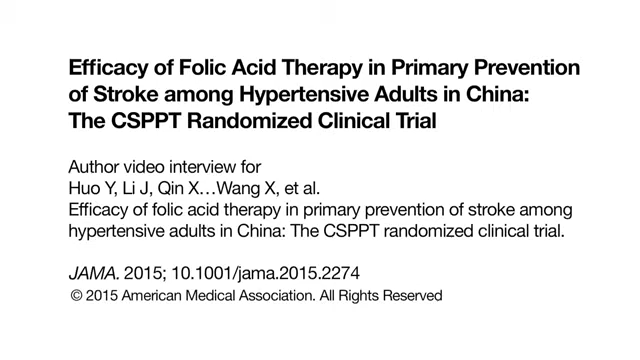 Efficacy of Folic Acid Therapy in Primary Prevention
of Stroke among Hypertensive Adults in China:
The CSPPT Randomized Clinical Trial
Author video interview for
Huo Y, Li J, Qin X…Wang X, et al.
Efficacy of folic acid therapy in primary prevention of stroke among
hypertensive adults in China: The CSPPT randomized clinical trial.
JAMA. 2015; 10.1001/jama.2015.2274
© 2015 American Medical Association. All Rights Reserved